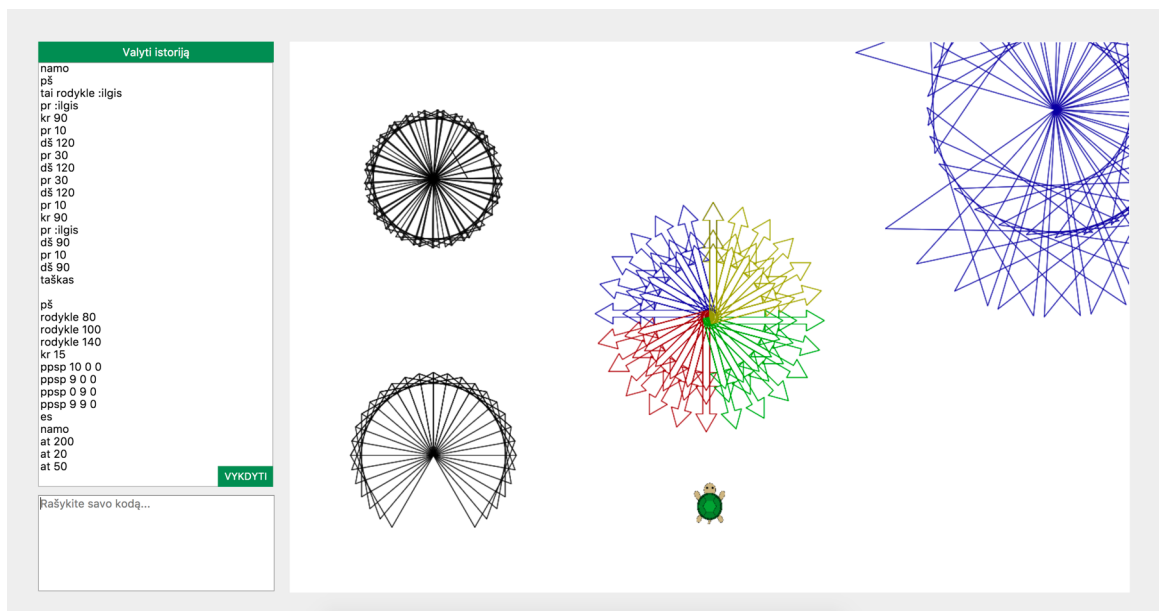 Valyti istoriją
namo
pš
tai rodykle :ilgis
pr :ilgis
kr 90
pr 10
dš 120
pr 30
dš 120
pr 30
dš 120
pr 10
kr 90
pr :ilgis
dš 90
pr 10
dš 90
taškas
pš
rodykle 80
rodykle 100
rodykle 140
kr 15
ppsp 10 0 0
ppsp 9 0 0
ppsp 0 9 0
ppsp 9 9 0
es
namo
at 200
at 20
at 50
VYKDYTI
Rašykite savo kodą...